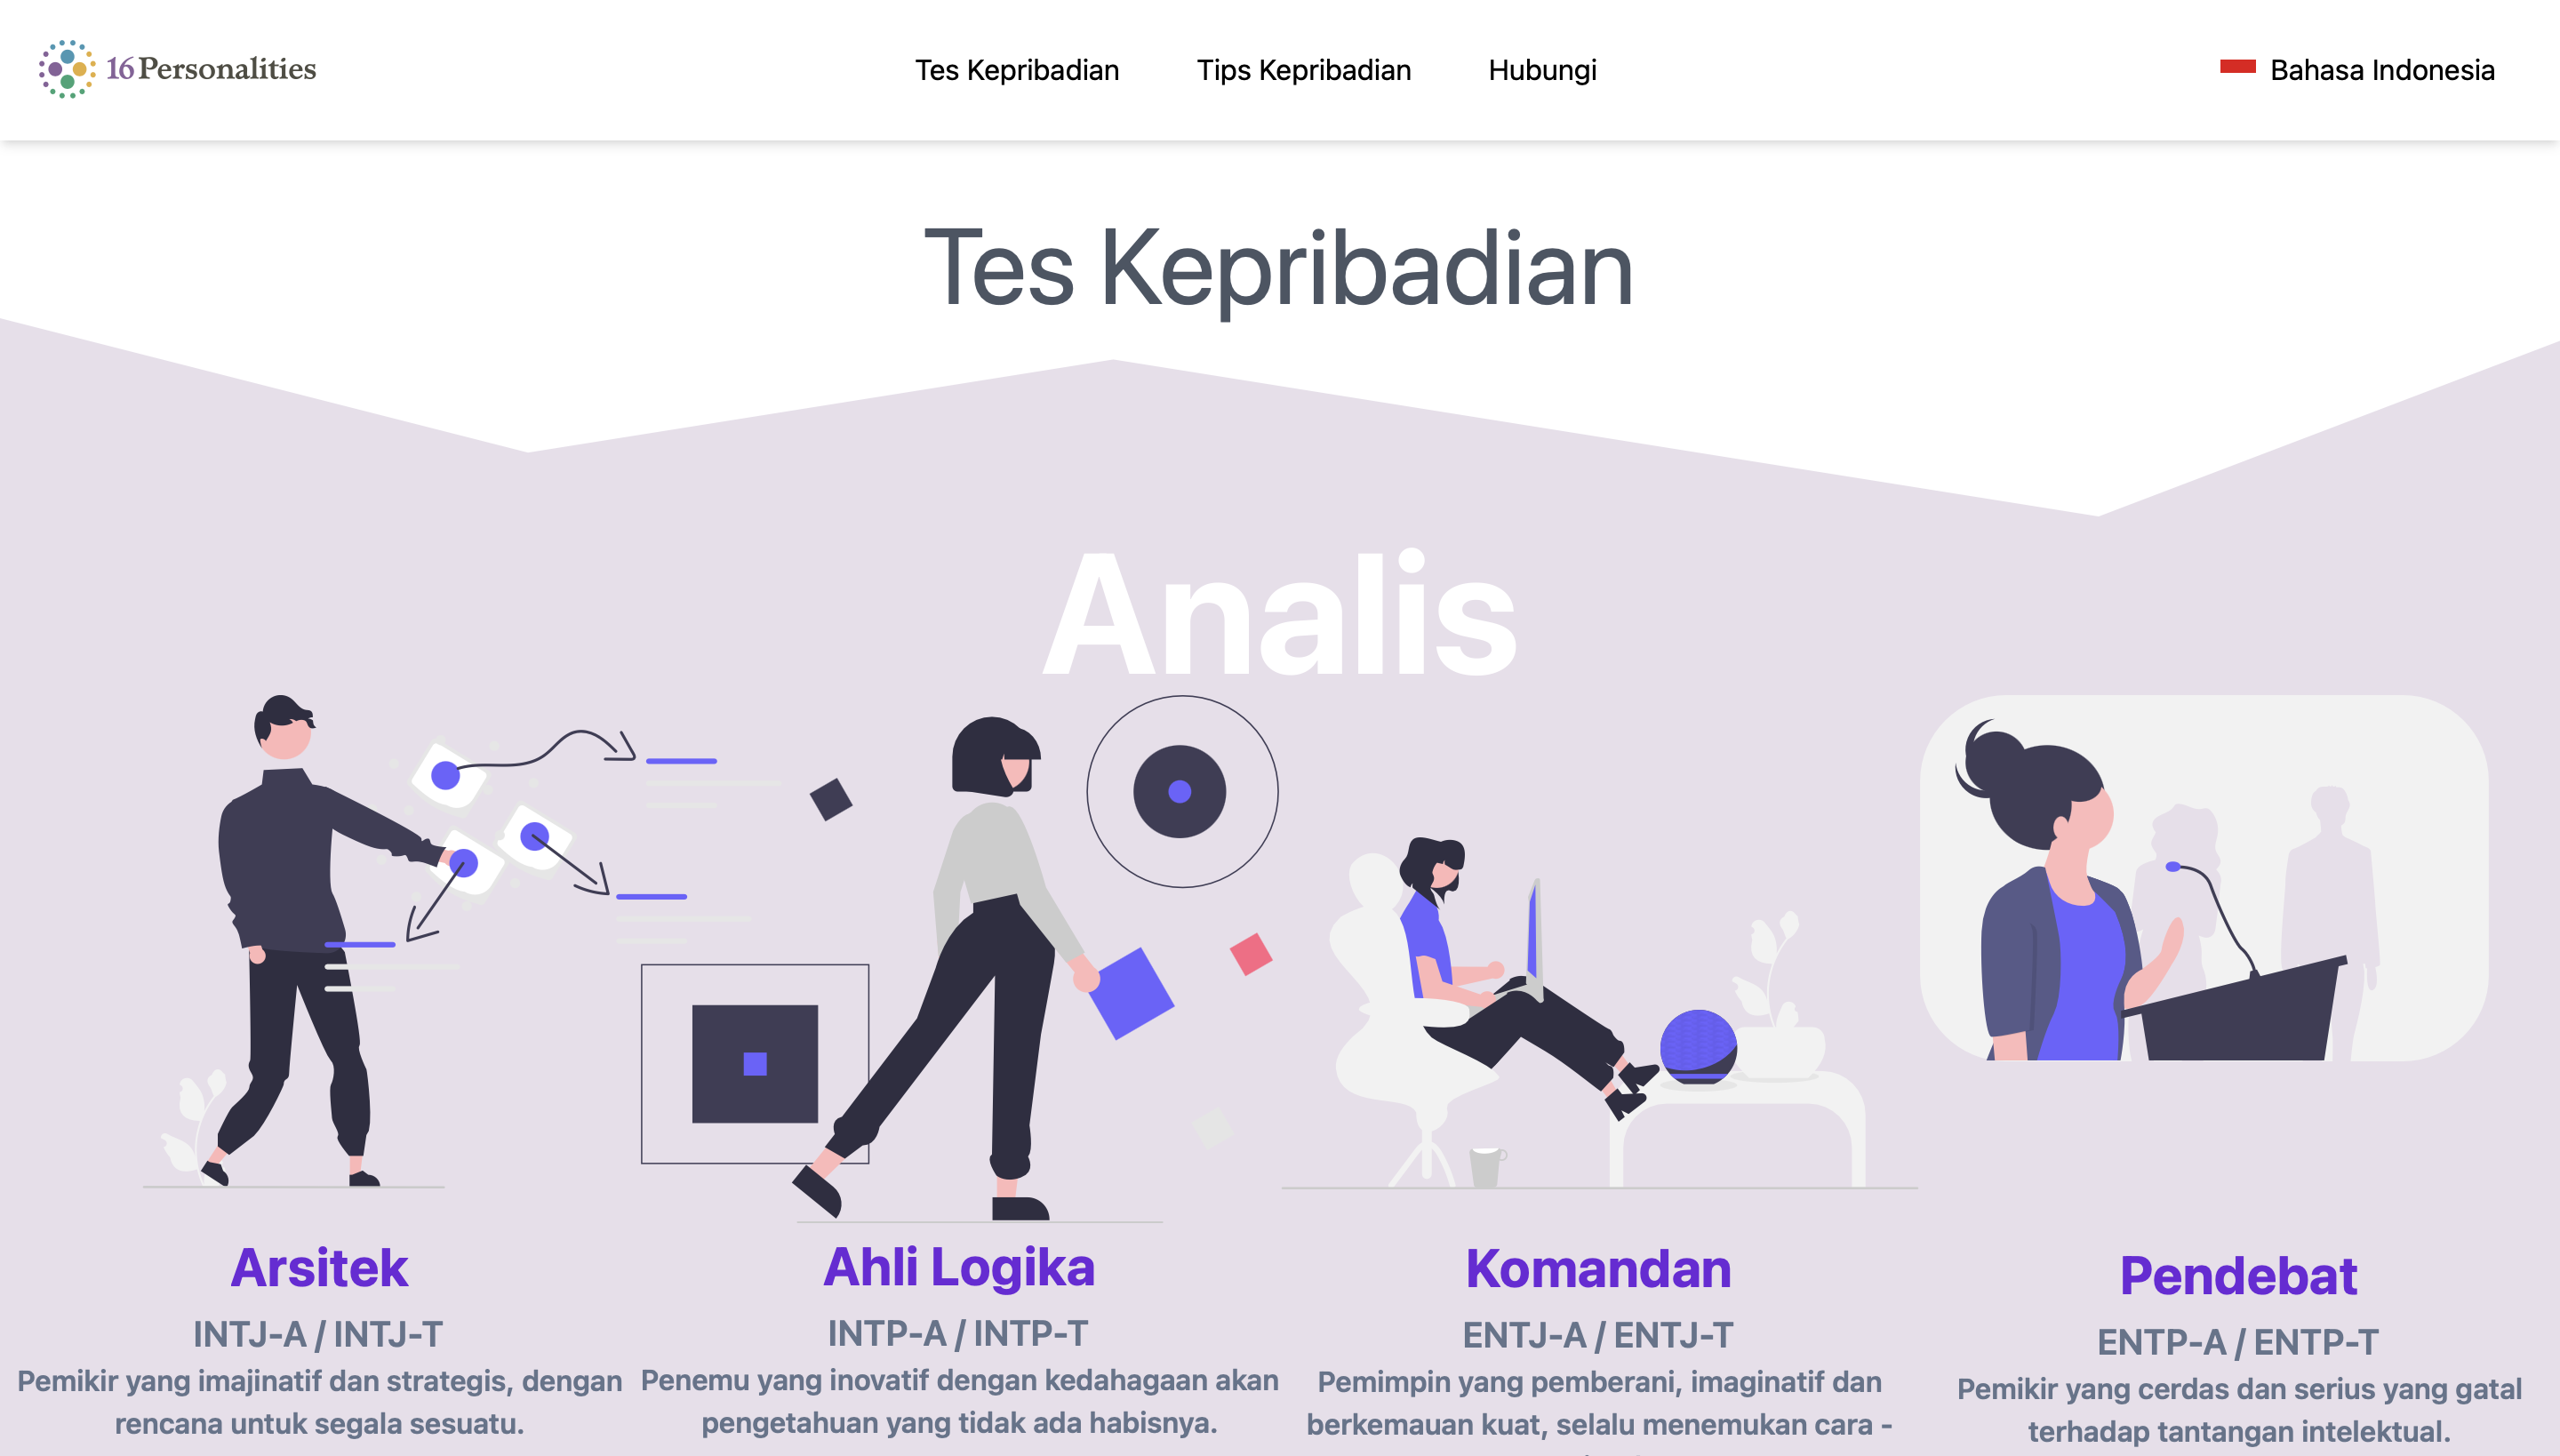 16 Personalities
Tes Kepribadian
Tips Kepribadian
Hubungi
Bahasa Indonesia
Tes Kepribadian
Analis
Arsitek
INTJ-A / INTJ-T
Pemikir yang imajinatif dan strategis, dengan
rencana untuk segala sesuatu.
Ahli Logika
INTP-A / INTP-T
Penemu yang inovatif dengan kedahagaan akan
pengetahuan yang tidak ada habisnya.
Komandan
ENTJ-A / ENTJ-T
Pemimpin yang pemberani, imaginatif dan
berkemauan kuat, selalu menemukan cara -
Pendebat
ENTP-A / ENTP-T
Pemikir yang cerdas dan serius yang gatal
terhadap tantangan intelektual.